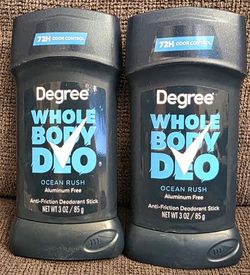 72H ODOR CONTROL
Degree
WHOLE
BODY
DEO
OCEAN RUSH
Aluminum Free
Anti-Friction Deodorant Stick
NET WT 3 OZ / 85 g
72H ODOR CONTROL
Degree
WHOLE
BODY
DEO
OCEAN RUSH
Aluminum Free
Anti-Friction Deodorant Stick
NET WT 3 OZ / 85 g